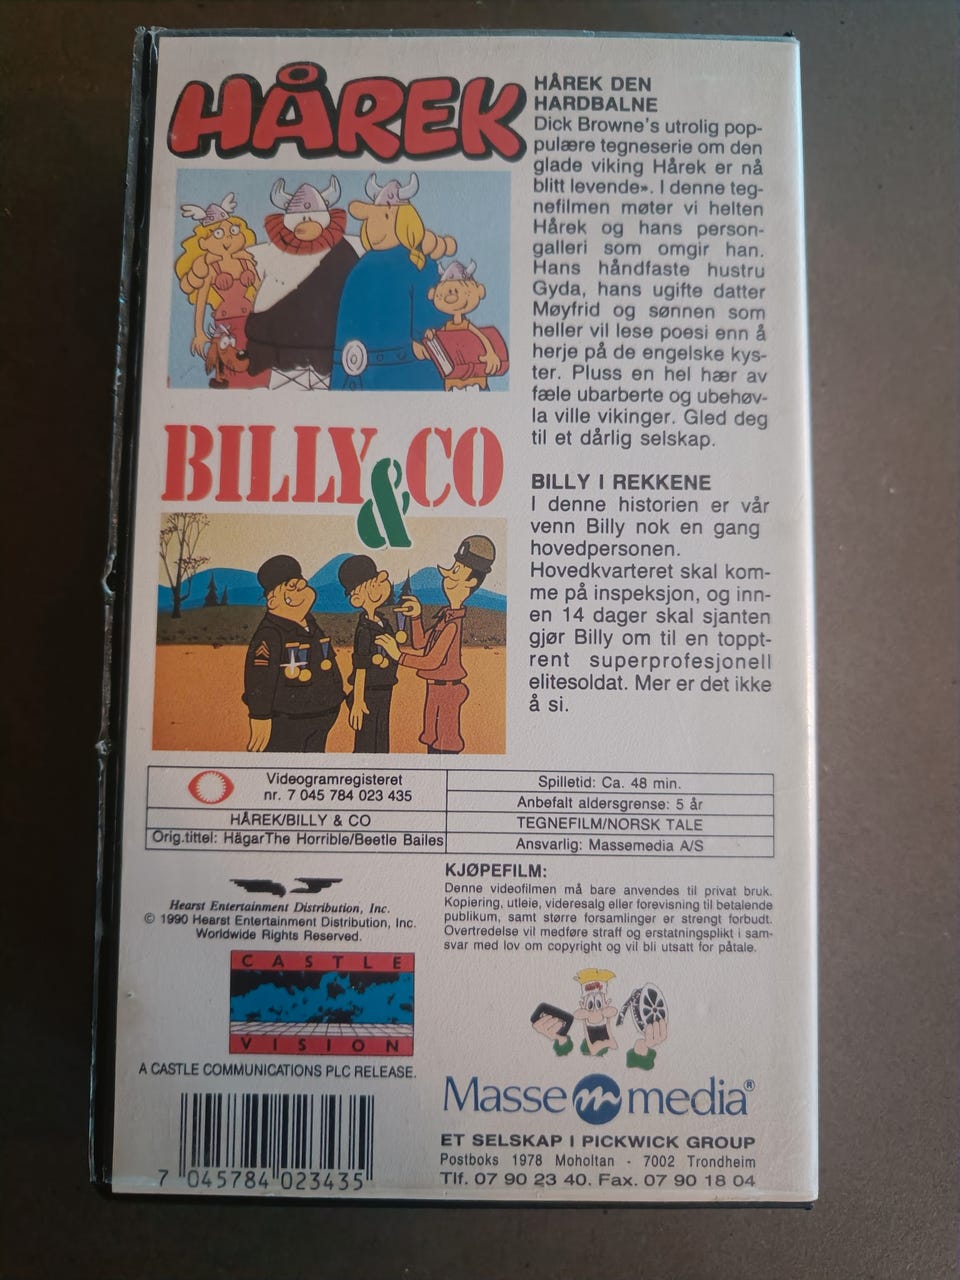 HÅREK
HÅREK DEN
HARDBALNE
Dick Browne's utrolig pop-
pulære tegneserie om den
glade viking Hårek er nå
blitt levende». I denne teg-
nefilmen møter vi helten
Hårek og hans person-
galleri som omgir han.
Hans håndfaste hustru
Gyda, hans ugifte datter
Møyfrid og sønnen som
heller vil lese poesi enn å
herje på de engelske kys-
ter. Pluss en hel hær av
fæle ubarberte og ubehøv-
la ville vikinger. Gled deg
til et dårlig selskap.
BILLY & CO
BILLY I REKKENE
I denne historien er vår
venn Billy nok en gang
hovedpersonen.
Hovedkvarteret skal kom-
me på inspeksjon, og inn-
en 14 dager skal sjanten
gjør Billy om til en toppt-
rent superprofesjonell
elitesoldat. Mer er det ikke
å si.
Videogramregisteret
nr. 7 045 784 023 435
HÅREK/BILLY & CO
Orig.tittel: HägarThe Horrible/Beetle Bailes
Spilletid: Ca. 48 min.
Anbefalt aldersgrense: 5 år
TEGNEFILM/NORSK TALE
Ansvarlig: Massemedia A/S
Hearst Entertainment Distribution, Inc.
© 1990 Hearst Entertainment Distribution, Inc.
Worldwide Rights Reserved.
CASTLE
VISION
A CASTLE COMMUNICATIONS PLC RELEASE.
7 045784 023435
KJØPEFILM:
Denne videofilmen må bare anvendes til privat bruk.
Kopiering, utleie, videresalg eller forevisning til betalende
publikum, samt større forsamlinger er strengt forbudt.
Overtredelse vil medføre straff og erstatningsplikt i sam-
svar med lov om copyright og vil bli utsatt for påtale.
Masse m media®
ET SELSKAP I PICKWICK GROUP
Postboks 1978 Moholtan - 7002 Trondheim
Tlf. 07 90 23 40. Fax. 07 90 18 04